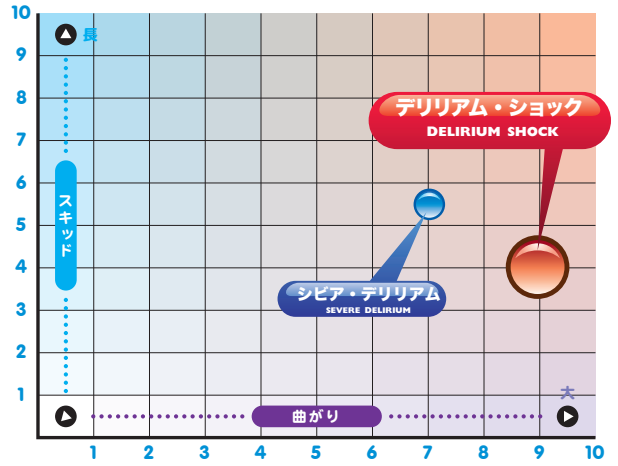 10
長
9
8
デリリアム・ショック
DELIRIUM SHOCK
7
6
スキッド
5
4
シビア・デリリアム
SEVERE DELIRIUM
3
2
1
大
曲がり
1 2 3 4 5 6 7 8 9 10